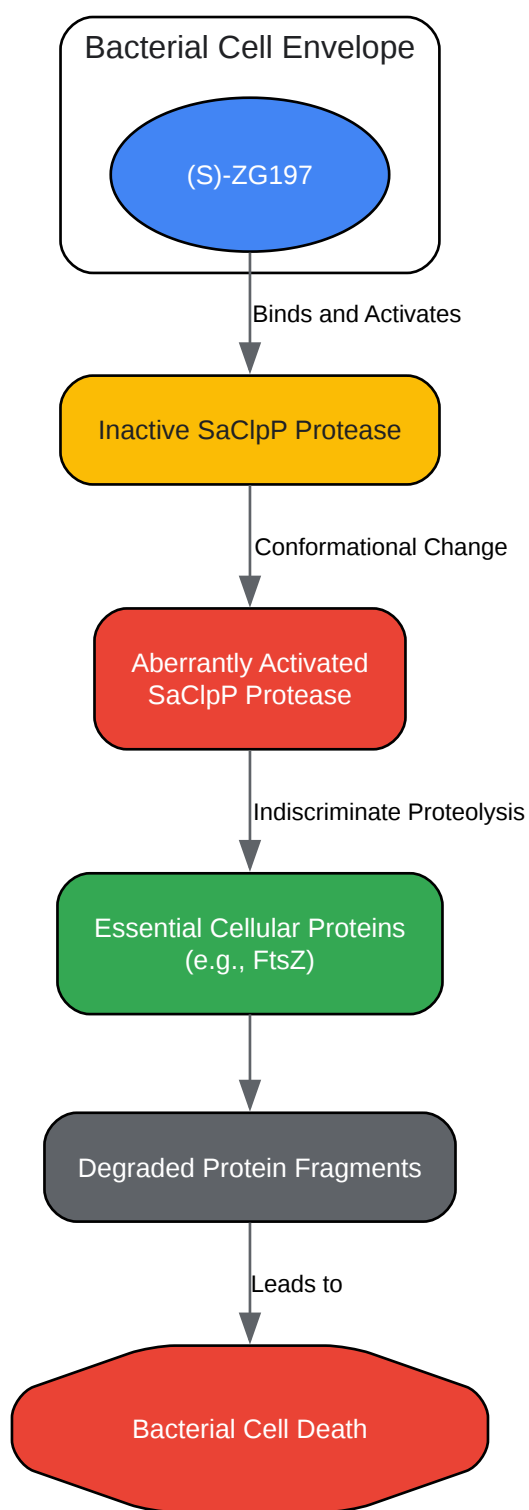 Bacterial Cell Envelope
(S)-ZG197
Binds and Activates
Inactive SaClpP Protease
Conformational Change
Aberrantly Activated
SaClpP Protease
Indiscriminate Proteolysis
Essential Cellular Proteins
(e.g., FtsZ)
Degraded Protein Fragments
Leads to
Bacterial Cell Death